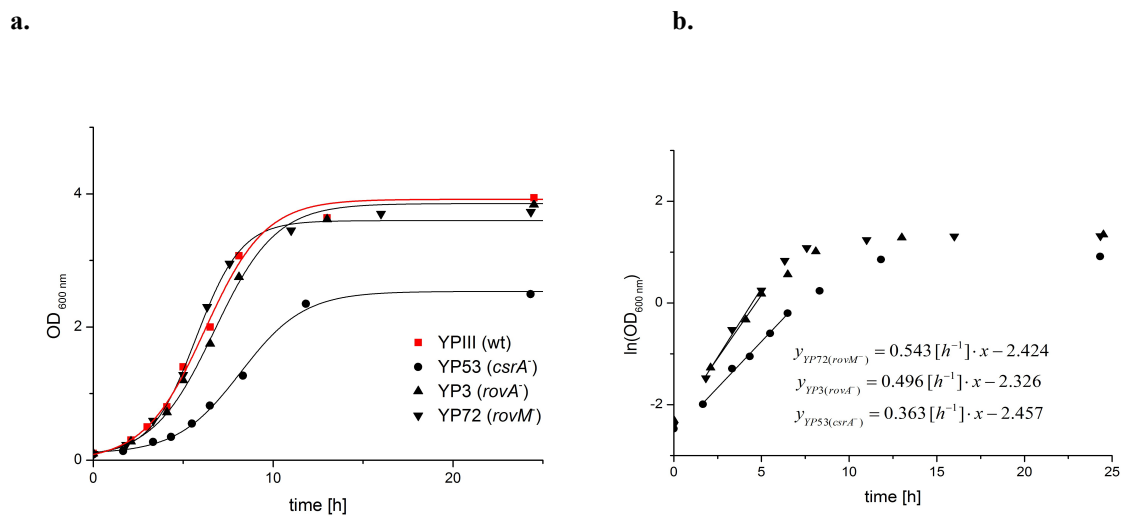 a.
b.
OD600 nm
4
2
0
0
10
20
time [h]
YPIII (wt)
YP53 (csrA-)
YP3 (rovA-)
YP72 (rovM-)
ln(OD600 nm)
2
0
-2
0
5
10
15
20
25
time [h]
yYP72(rovM-) = 0.543 [h⁻¹]· x − 2.424
yYP3(rovA-) = 0.496 [h⁻¹]· x − 2.326
yYP53(csrA-) = 0.363 [h⁻¹]· x − 2.457